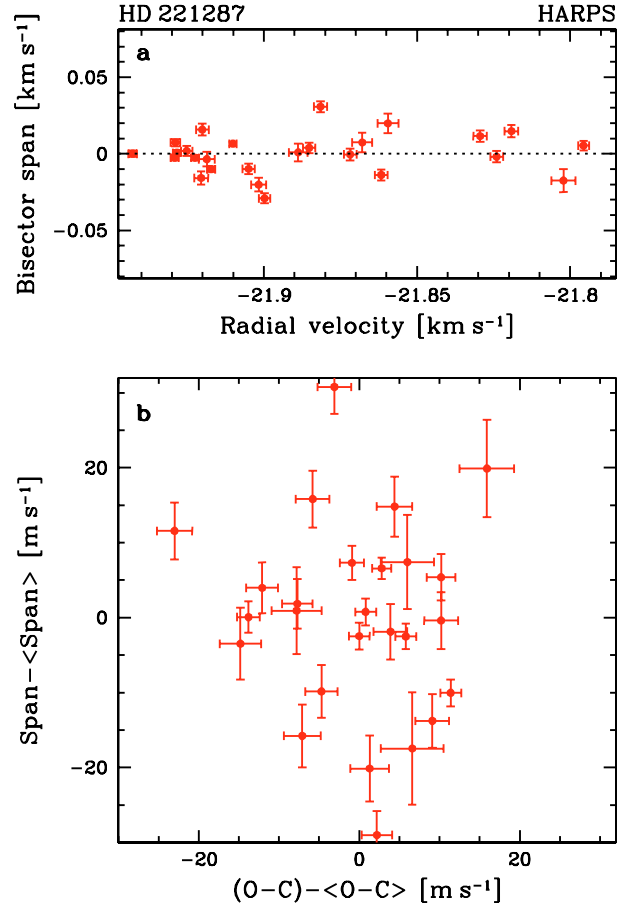 HD 221287 HARPS
a
0.05
0
−0.05
Bisector span [km s⁻¹]
−21.9 −21.85 −21.8
Radial velocity [km s⁻¹]
b
20
0
−20
Span−<Span> [m s⁻¹]
−20 0 20
(O−C)−<O−C> [m s⁻¹]